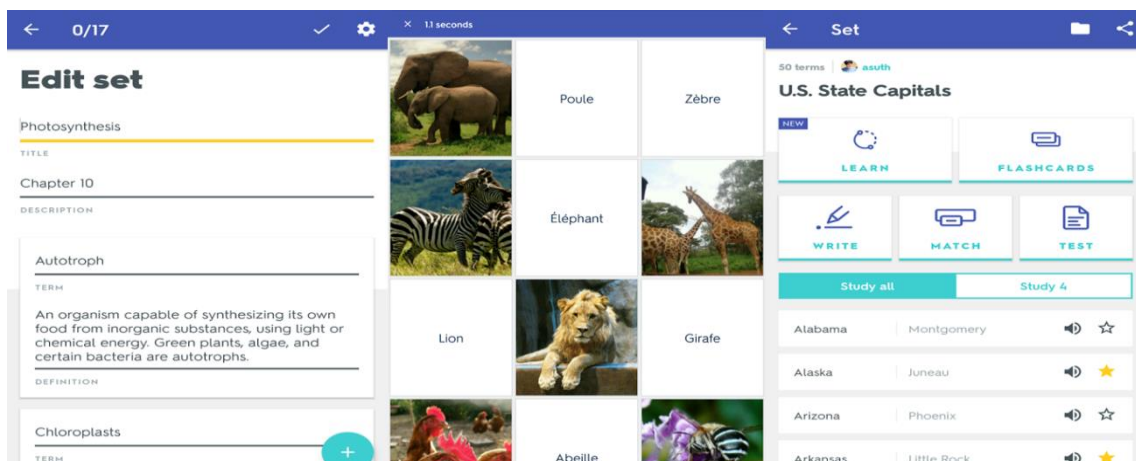 0/17
Edit set
Photosynthesis
TITLE
Chapter 10
DESCRIPTION
Autotroph
TERM
An organism capable of synthesizing its own
food from inorganic substances, using light or
chemical energy. Green plants, algae, and
certain bacteria are autotrophs.
DEFINITION
Chloroplasts
TERM
+
× 1.1 seconds
Poule
Zèbre
Éléphant
Lion
Girafe
Abeille
Set
50 terms asuth
U.S. State Capitals
NEW
LEARN
FLASHCARDS
WRITE
MATCH
TEST
Study all
Study 4
Alabama Montgomery
Alaska Juneau
Arizona Phoenix
Arkansas Little Rock